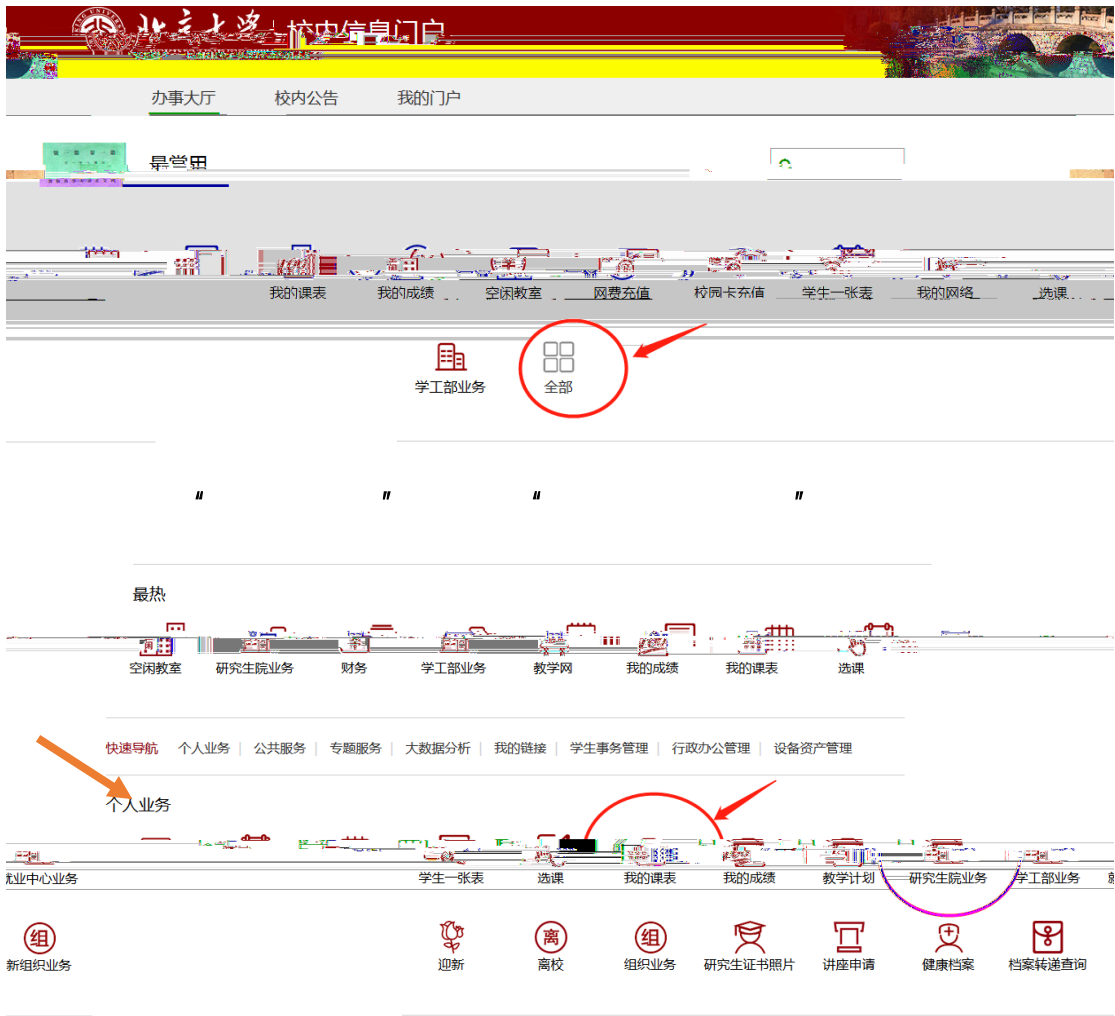 北京大学 校内信息门户
办事大厅 校内公告 我的门户
最常用
我的课表 我的成绩 空闲教室 网费充值 校园卡充值 学生一张表 我的网络 选课
学工部业务 全部
“ ” “ ”
最热
空闲教室 研究生院业务 财务 学工部业务 教学网 我的成绩 我的课表 选课
快速导航 个人业务 | 公共服务 | 专题服务 | 大数据分析 | 我的链接 | 学生事务管理 | 行政办公管理 | 设备资产管理
个人业务
就业中心业务 学生一张表 选课 我的课表 我的成绩 教学计划 研究生院业务 学工部业务
组 离 组
新组织业务 迎新 离校 组织业务 研究生证书照片 讲座申请 健康档案 档案转递查询